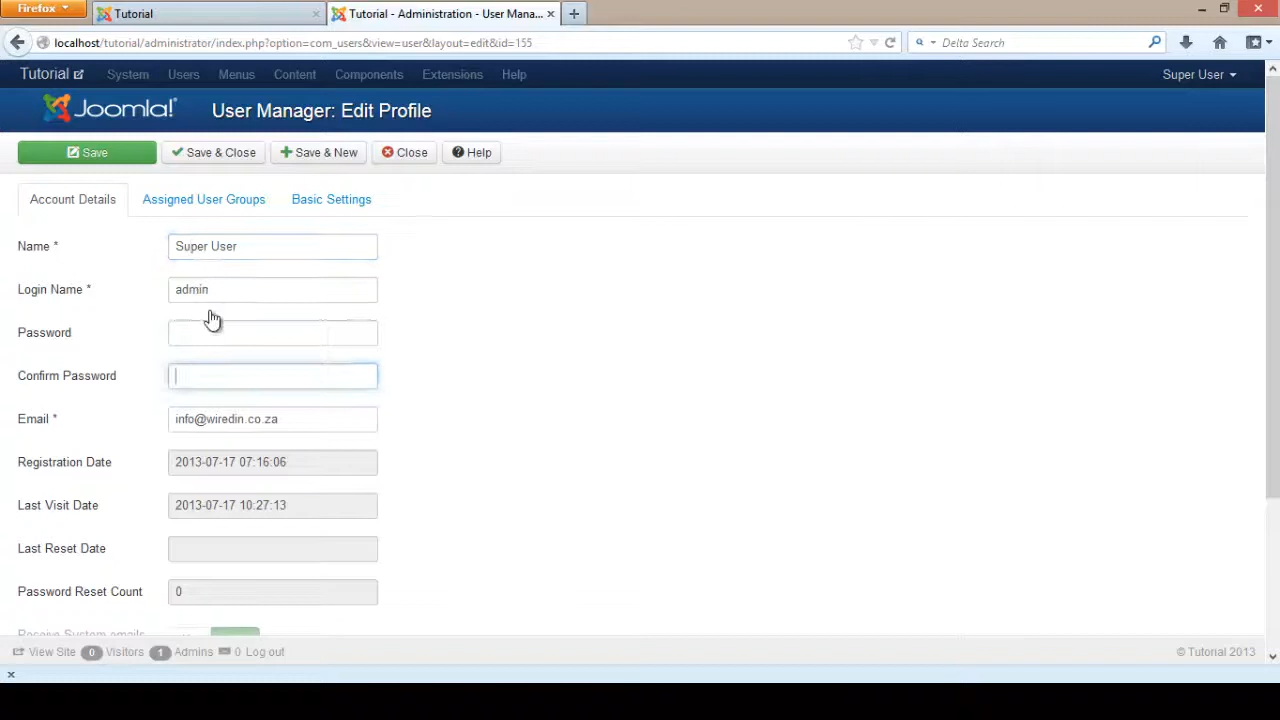 Firefox
Tutorial
Tutorial - Administration - User Mana...
localhost/tutorial/administrator/index.php?option=com_users&view=user&layout=edit&id=155
Delta Search
Tutorial System Users Menus Content Components Extensions Help Super User
Joomla! User Manager: Edit Profile
Save Save & Close Save & New Close Help
Account Details Assigned User Groups Basic Settings
Name * Super User
Login Name * admin
Password
Confirm Password
Email * info@wiredin.co.za
Registration Date 2013-07-17 07:16:06
Last Visit Date 2013-07-17 10:27:13
Last Reset Date
Password Reset Count 0
Receive System emails
View Site 0 Visitors 1 Admins 0 Log out © Tutorial 2013